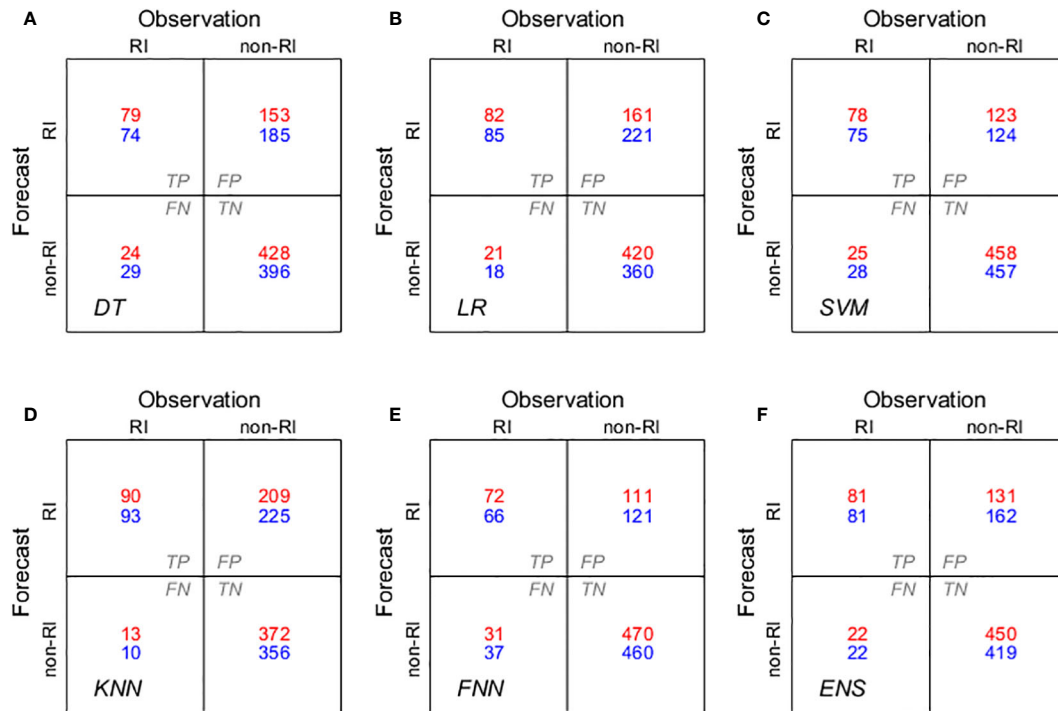 A
Observation
RI non-RI
Forecast
RI
79 153
74 185
TP FP
FN TN
non-RI
24 428
29 396
DT
B
Observation
RI non-RI
Forecast
RI
82 161
85 221
TP FP
FN TN
non-RI
21 420
18 360
LR
C
Observation
RI non-RI
Forecast
RI
78 123
75 124
TP FP
FN TN
non-RI
25 458
28 457
SVM
D
Observation
RI non-RI
Forecast
RI
90 209
93 225
TP FP
FN TN
non-RI
13 372
10 356
KNN
E
Observation
RI non-RI
Forecast
RI
72 111
66 121
TP FP
FN TN
non-RI
31 470
37 460
FNN
F
Observation
RI non-RI
Forecast
RI
81 131
81 162
TP FP
FN TN
non-RI
22 450
22 419
ENS